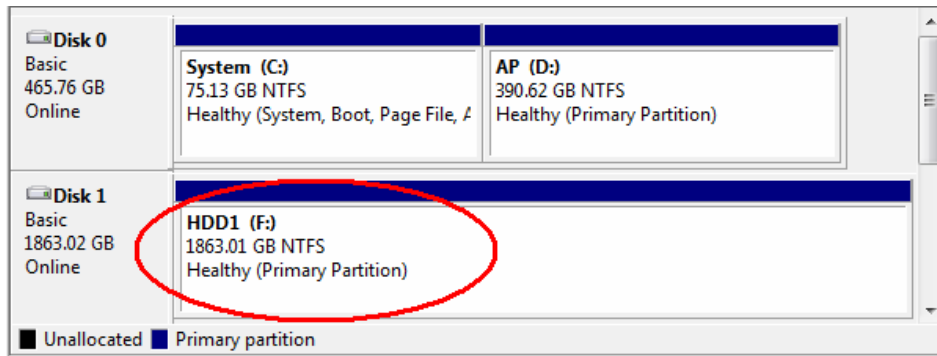 Disk 0
Basic
465.76 GB
Online
System (C:)
75.13 GB NTFS
Healthy (System, Boot, Page File,
AP (D:)
390.62 GB NTFS
Healthy (Primary Partition)
Disk 1
Basic
1863.02 GB
Online
HDD1 (F:)
1863.01 GB NTFS
Healthy (Primary Partition)
Unallocated Primary partition